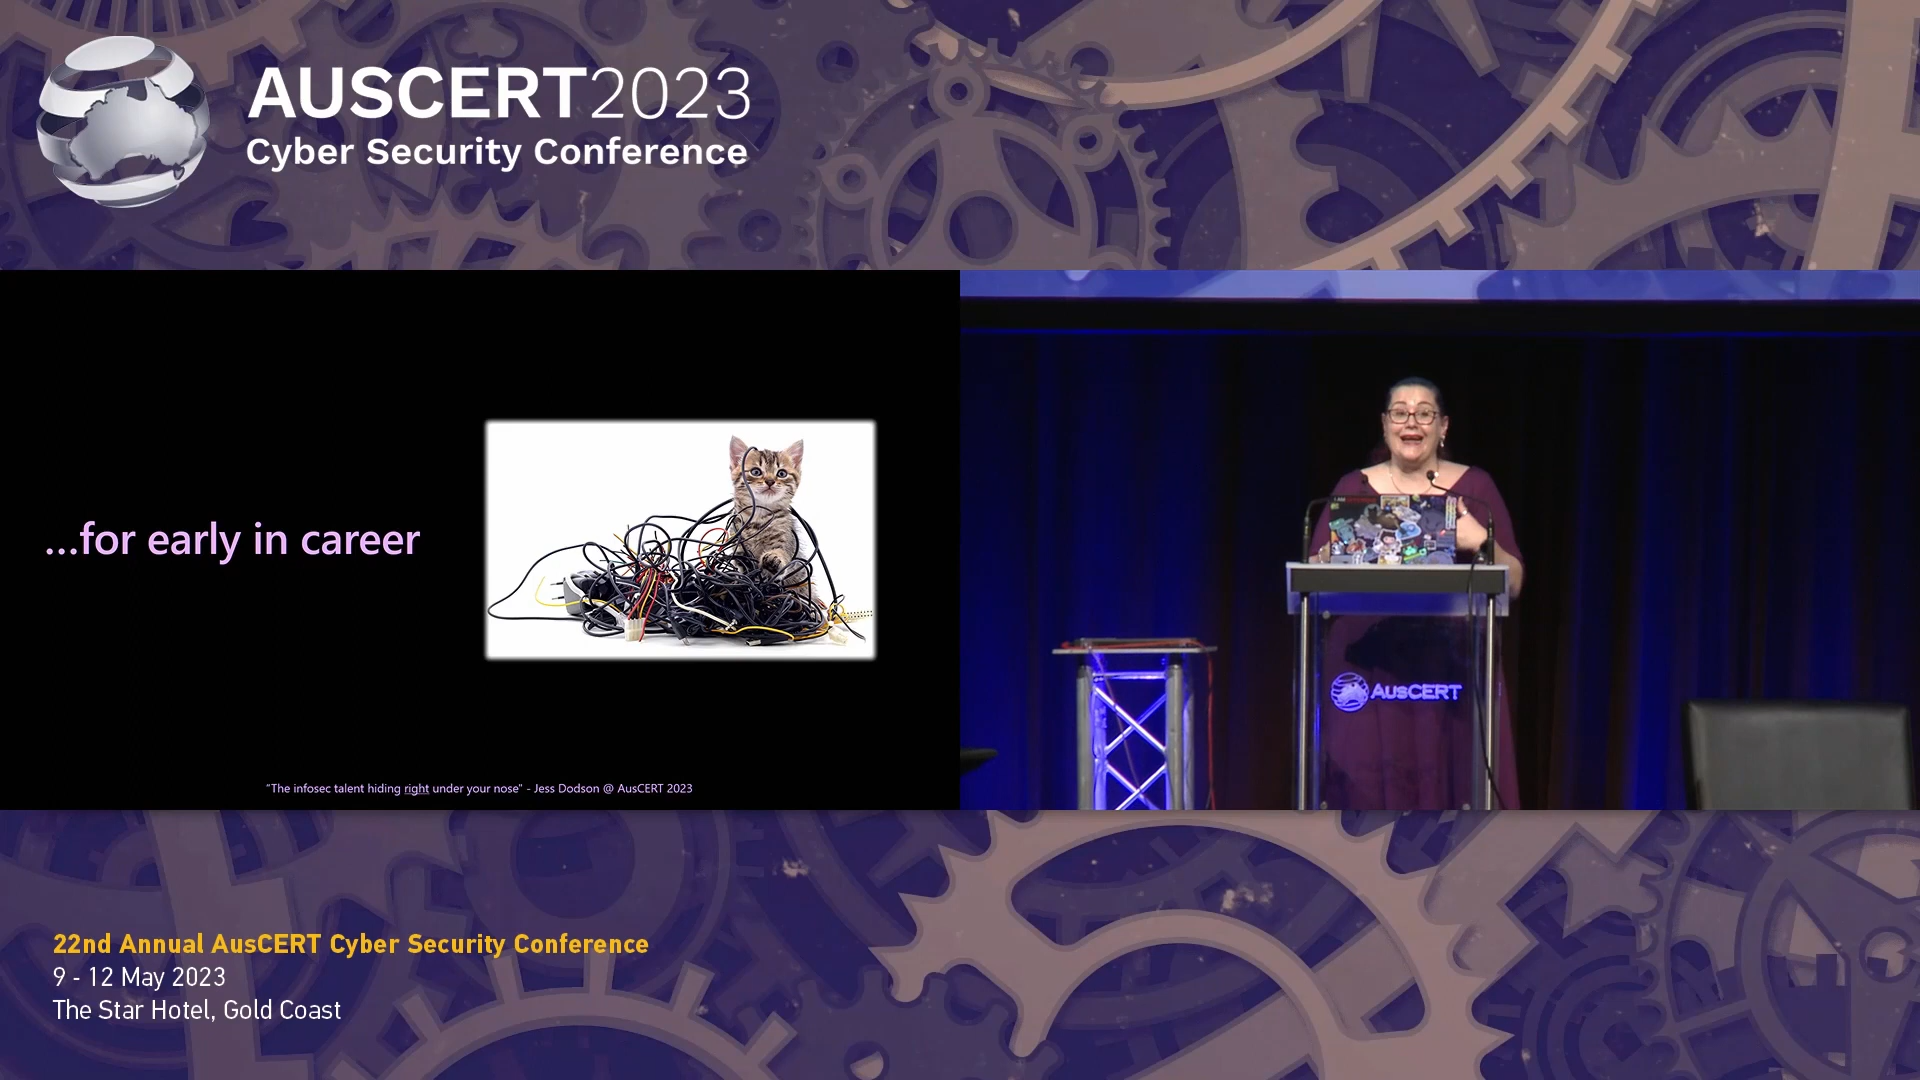 AUSCERT2023
Cyber Security Conference
...for early in career
"The infosec talent hiding right under your nose" - Jess Dodson @ AusCERT 2023
AUSCERT
22nd Annual AusCERT Cyber Security Conference
9 - 12 May 2023
The Star Hotel, Gold Coast